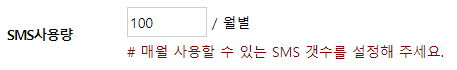 SMS사용량 100 / 월별
# 매월 사용할 수 있는 SMS 갯수를 설정해 주세요.